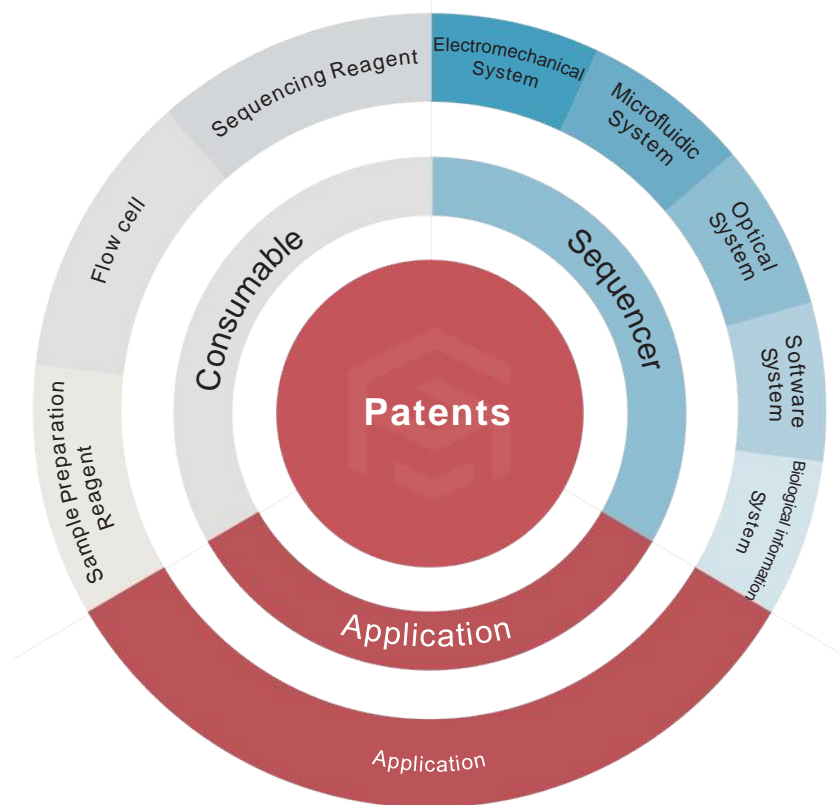 Electromechanical
System
Microfluidic
System
Optical
System
Software
System
Biological information
System
Application
Sample Preparation
Reagent
Flow cell
Sequencing Reagent
Consumable
Sequencer
Application
Patents